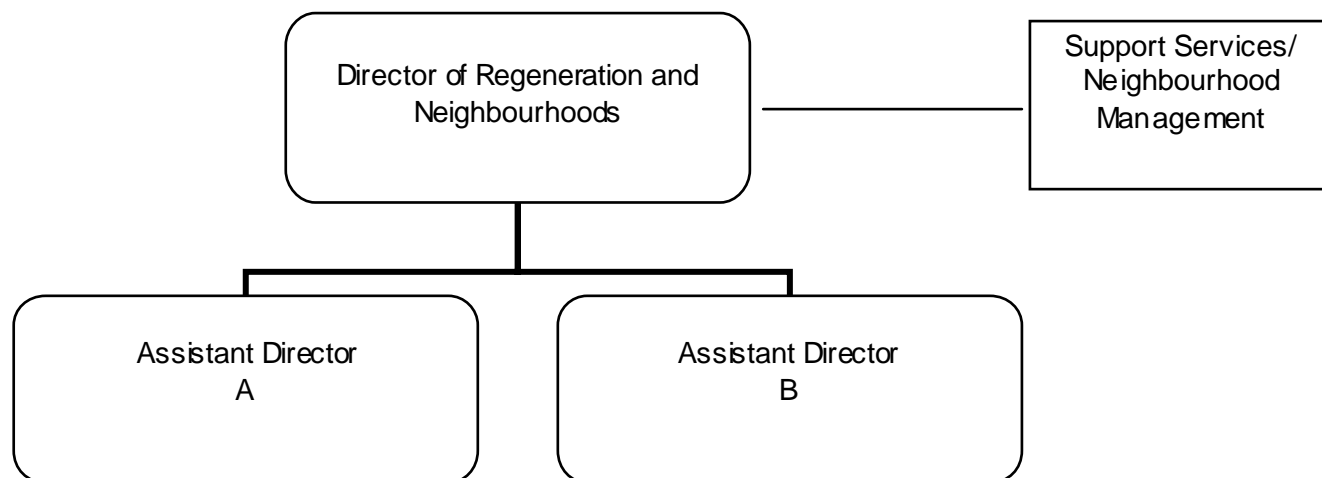 Director of Regeneration and
Neighbourhoods
Support Services/
Neighbourhood
Management
Assistant Director
A
Assistant Director
B